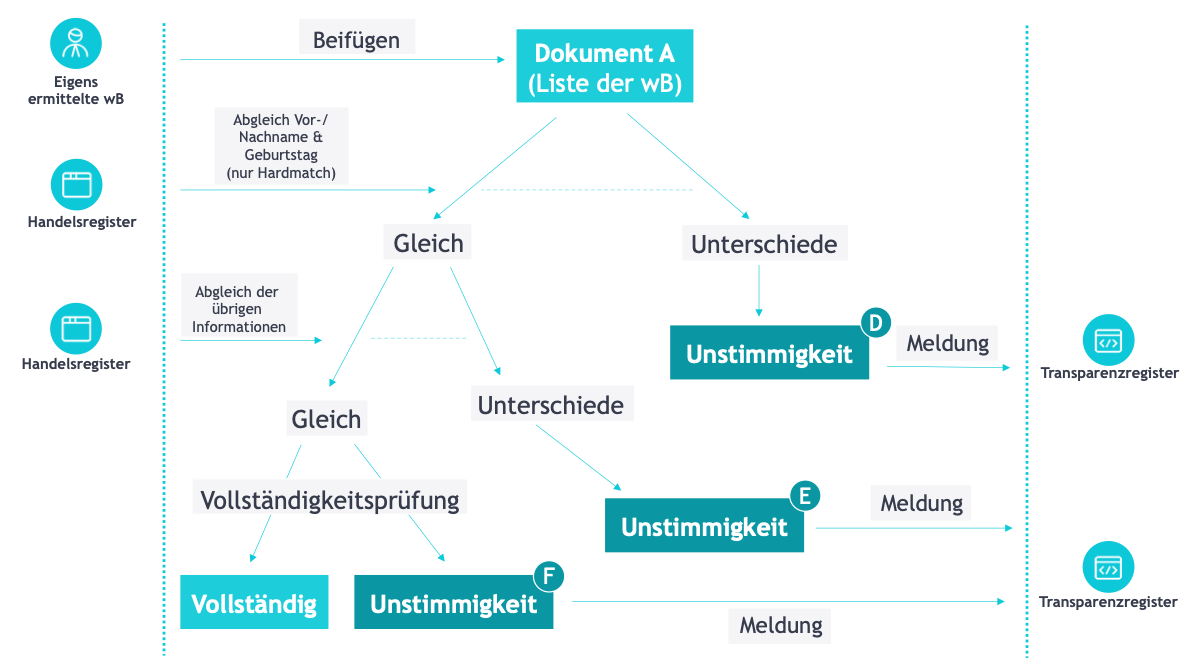 Eigens
ermittelte wB
Beifügen
Dokument A
(Liste der wB)
Abgleich Vor-/
Nachname &
Geburtstag
(nur Hardmatch)
Handelsregister
Gleich
Unterschiede
Abgleich der
übrigen
Informationen
Handelsregister
D
Unstimmigkeit
Meldung
Transparenzregister
Gleich
Unterschiede
Vollständigkeitsprüfung
E
Unstimmigkeit
Meldung
Vollständig
F
Unstimmigkeit
Meldung
Transparenzregister